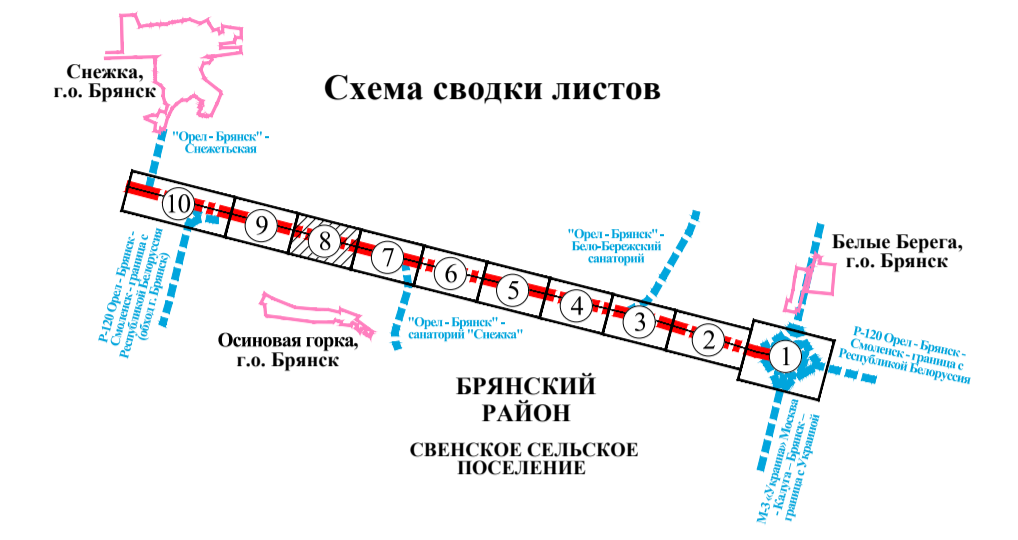 Схема сводки листов
Снежка,
г.о. Брянск
"Орел - Брянск" -
Снежетьская
10
9
8
7
6
5
4
3
2
1
Р-120 Орел - Брянск -
Смоленск - граница с
Республикой Белоруссия
(обход г. Брянск)
Осиновая горка,
г.о. Брянск
"Орел - Брянск" -
санаторий "Снежка"
"Орел - Брянск" -
Бело-Бережский
санаторий
Белые Берега,
г.о. Брянск
Р-120 Орел - Брянск -
Смоленск - граница с
Республикой Белоруссия
М-3 «Украина» Москва
- Калуга – Брянск –
граница с Украиной
БРЯНСКИЙ
РАЙОН
СВЕНСКОЕ СЕЛЬСКОЕ
ПОСЕЛЕНИЕ